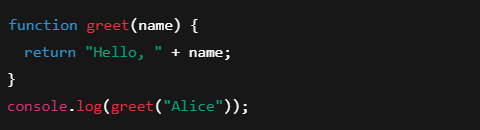 function greet(name) {
  return "Hello, " + name;
}
console.log(greet("Alice"));